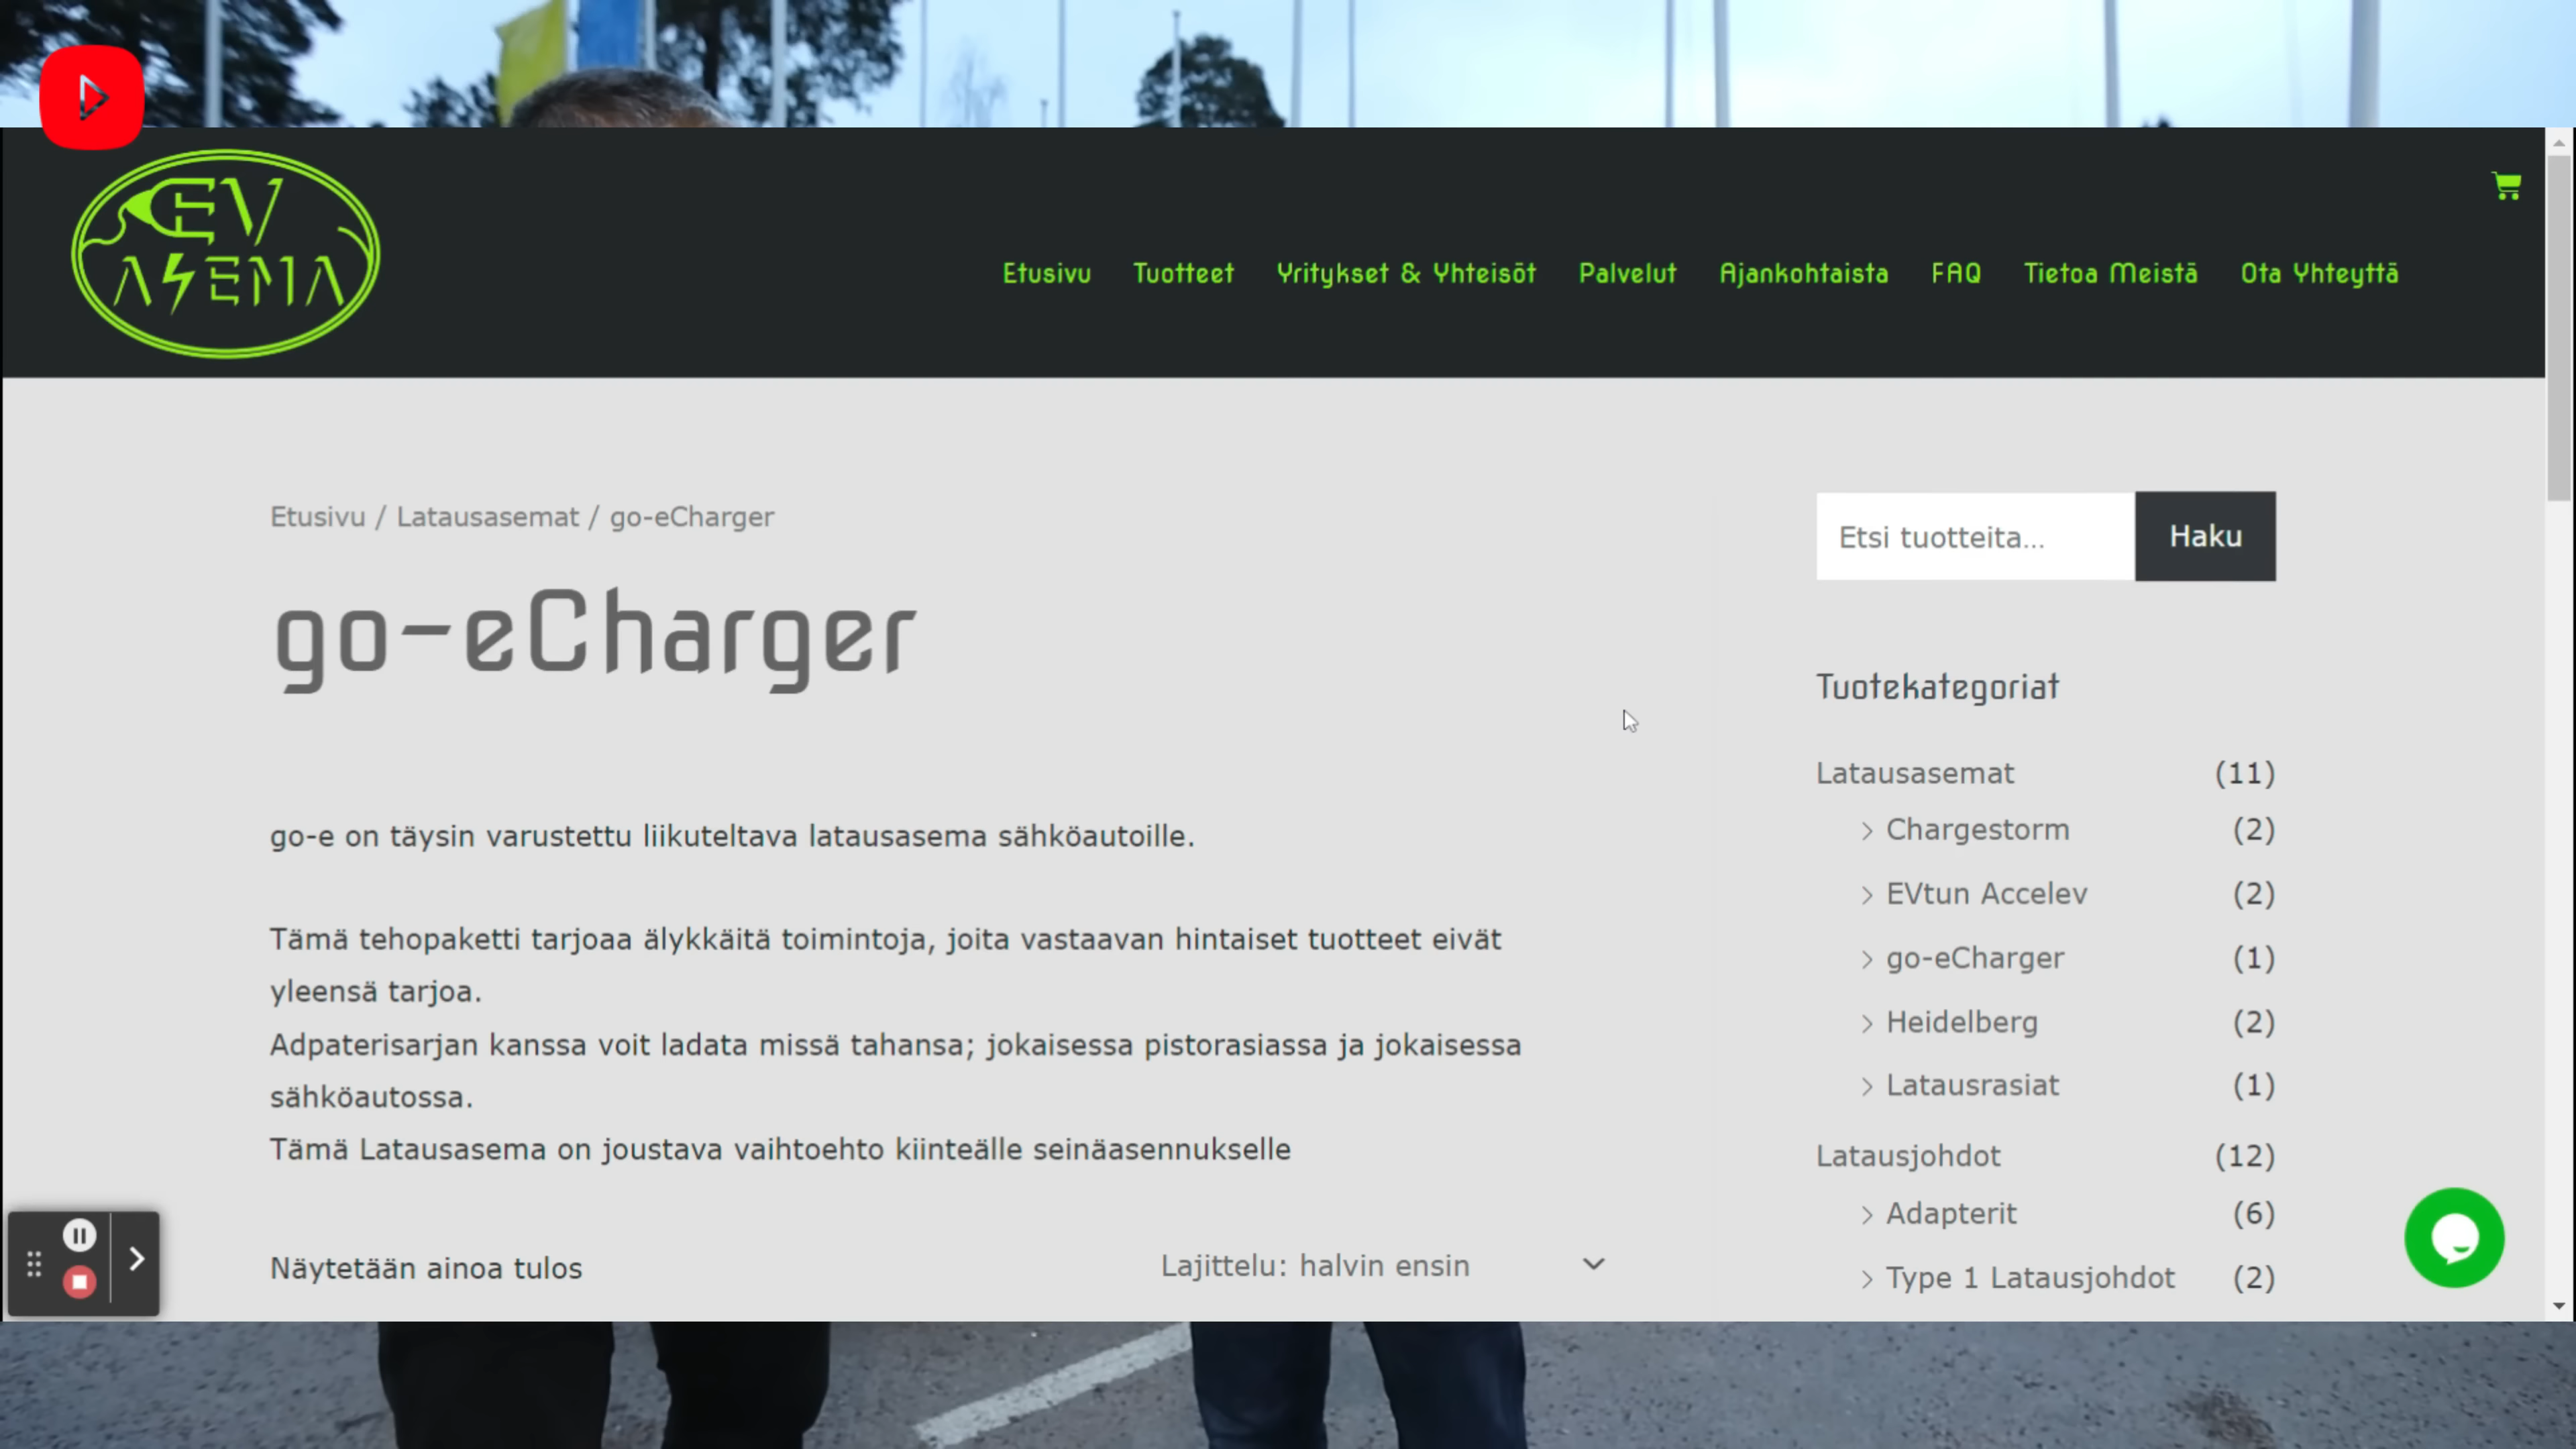 EV
ASEMA
Etusivu Tuotteet Yritykset & Yhteisöt Palvelut Ajankohtaista FAQ Tietoa Meistä Ota Yhteyttä
Etusivu / Latausasemat / go-eCharger
go-eCharger
go-e on täysin varustettu liikuteltava latausasema sähköautoille.
Tämä tehopaketti tarjoaa älykkäitä toimintoja, joita vastaavan hintaiset tuotteet eivät
yleensä tarjoa.
Adpaterisarjan kanssa voit ladata missä tahansa; jokaisessa pistorasiassa ja jokaisessa
sähköautossa.
Tämä Latausasema on joustava vaihtoehto kiinteälle seinäasennukselle
Näytetään ainoa tulos
Lajittelu: halvin ensin
Etsi tuotteita...
Haku
Tuotekategoriat
Latausasemat (11)
Chargestorm (2)
EVtun Accelev (2)
go-eCharger (1)
Heidelberg (2)
Latausrasiat (1)
Latausjohdot (12)
Adapterit (6)
Type 1 Latausjohdot (2)